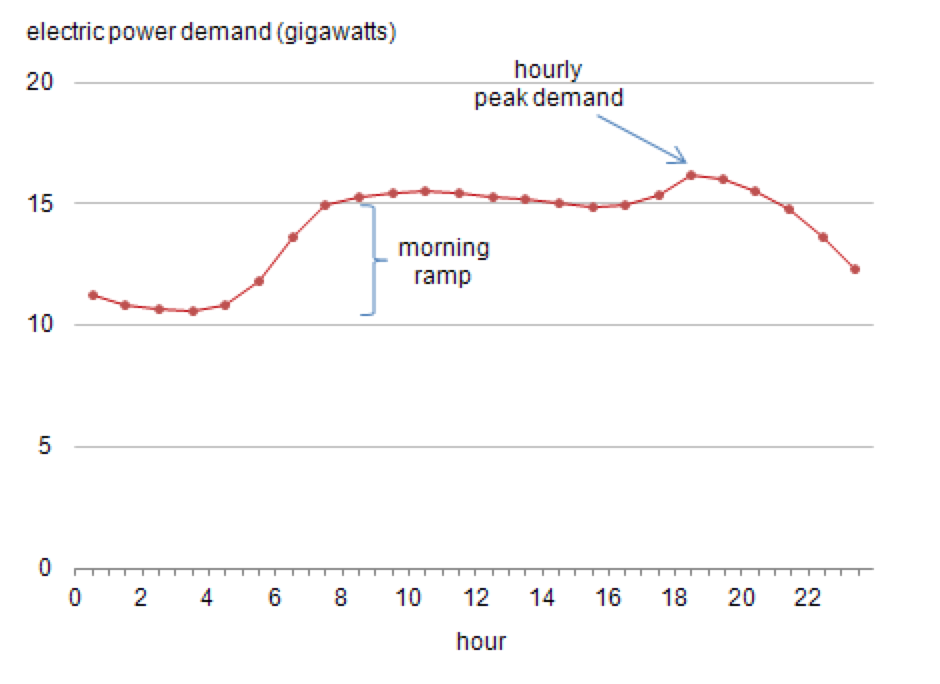 electric power demand (gigawatts)
20
hourly
peak demand
15
morning
ramp
10
5
0
0 2 4 6 8 10 12 14 16 18 20 22
hour